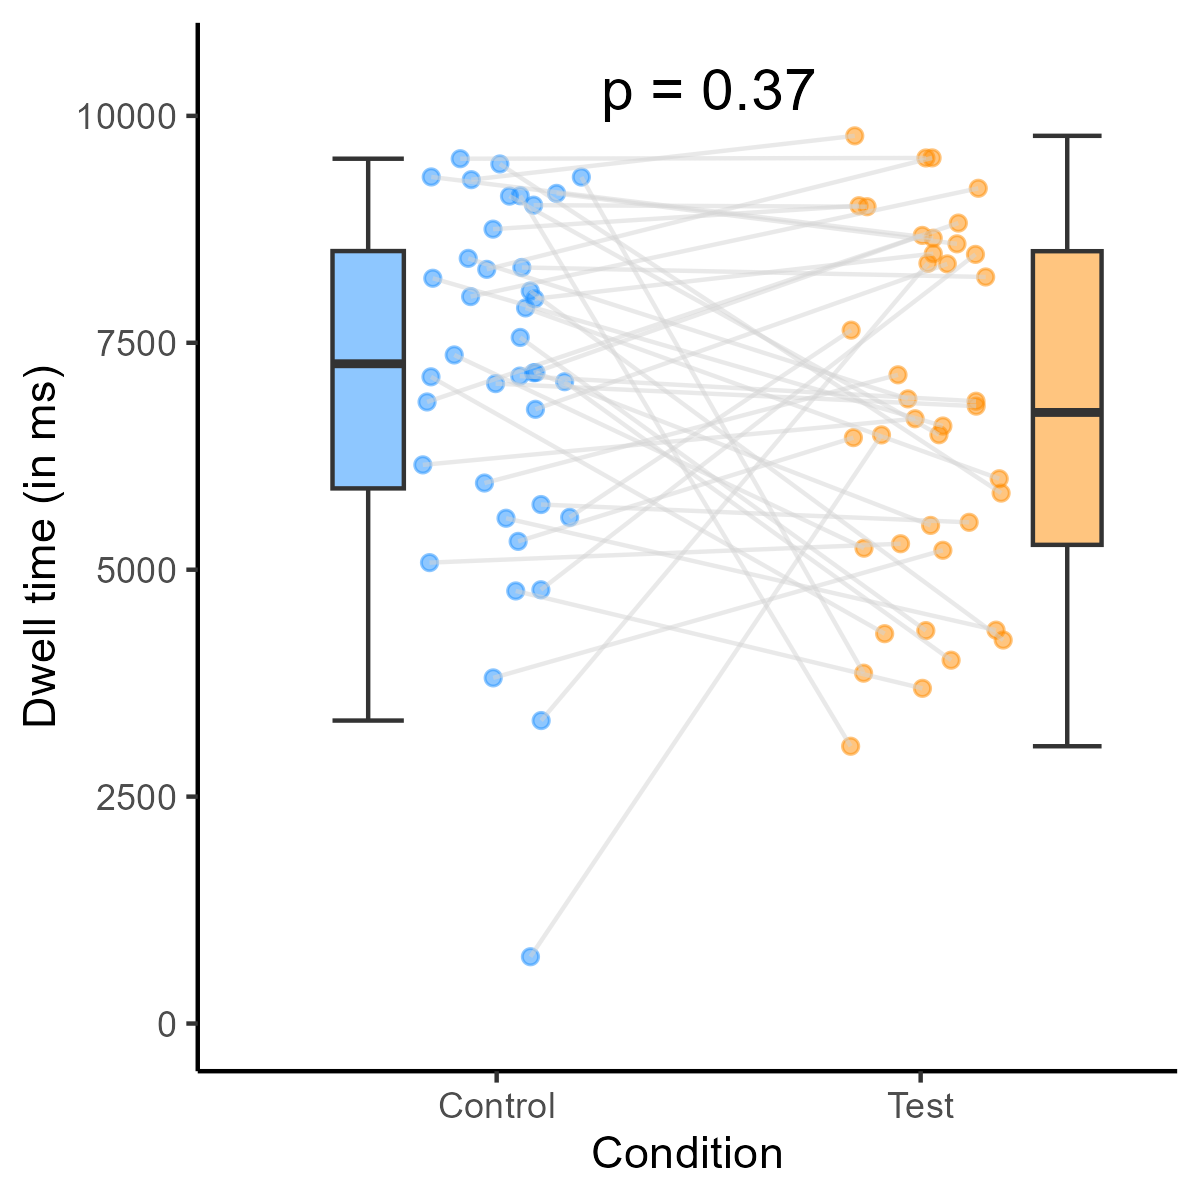 p = 0.37
10000
7500
5000
2500
0
Dwell time (in ms)
Control
Test
Condition